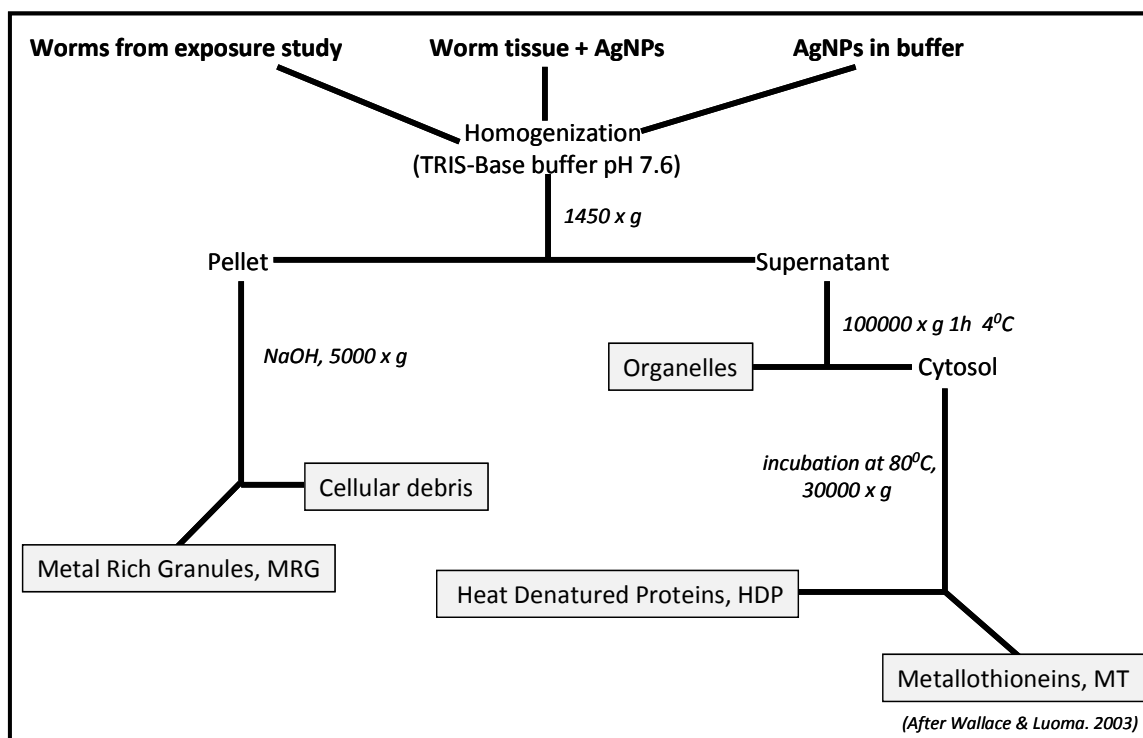 Worms from exposure study
Worm tissue + AgNPs
AgNPs in buffer
Homogenization
(TRIS-Base buffer pH 7.6)
1450 x g
Pellet
Supernatant
100000 x g 1h 4⁰C
NaOH, 5000 x g
Organelles
Cytosol
incubation at 80⁰C,
30000 x g
Cellular debris
Metal Rich Granules, MRG
Heat Denatured Proteins, HDP
Metallothioneins, MT
(After Wallace & Luoma. 2003)